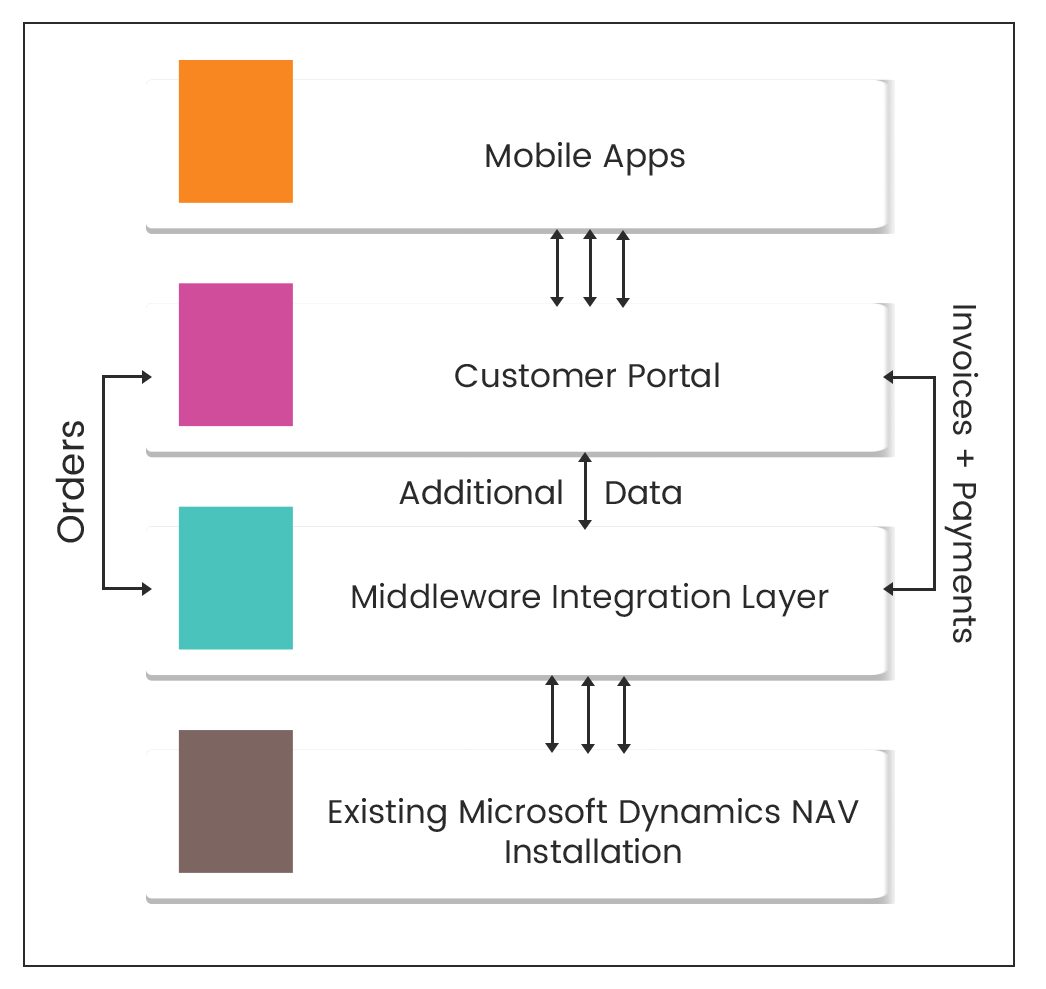 Mobile Apps
Customer Portal
Orders
Invoices + Payments
Additional Data
Middleware Integration Layer
Existing Microsoft Dynamics NAV
Installation